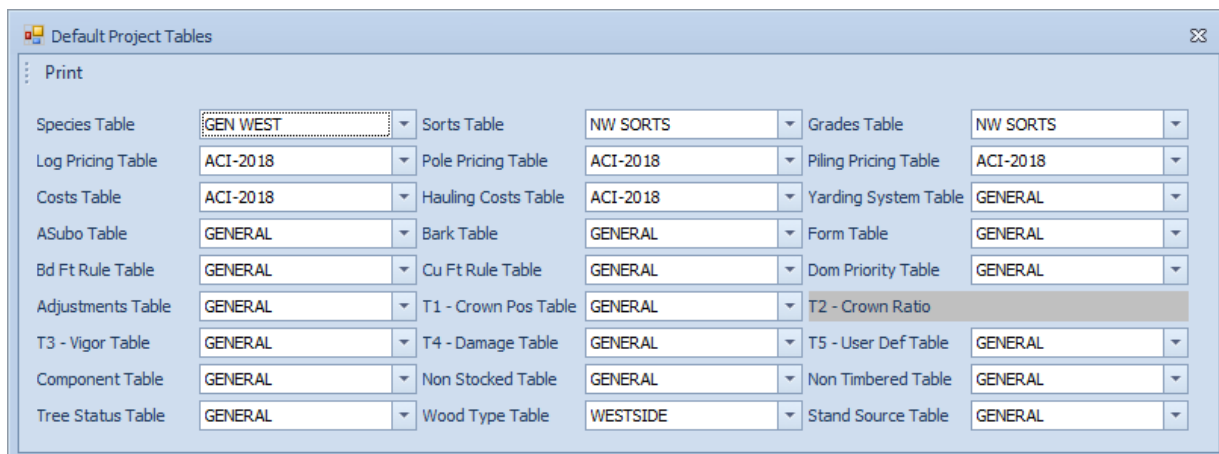 Default Project Tables
Print
Species Table GEN WEST Sorts Table NW SORTS Grades Table NW SORTS
Log Pricing Table ACI-2018 Pole Pricing Table ACI-2018 Piling Pricing Table ACI-2018
Costs Table ACI-2018 Hauling Costs Table ACI-2018 Yarding System Table GENERAL
ASubo Table GENERAL Bark Table GENERAL Form Table GENERAL
Bd Ft Rule Table GENERAL Cu Ft Rule Table GENERAL Dom Priority Table GENERAL
Adjustments Table GENERAL T1 - Crown Pos Table GENERAL T2 - Crown Ratio
T3 - Vigor Table GENERAL T4 - Damage Table GENERAL T5 - User Def Table GENERAL
Component Table GENERAL Non Stocked Table GENERAL Non Timbered Table GENERAL
Tree Status Table GENERAL Wood Type Table WESTSIDE Stand Source Table GENERAL